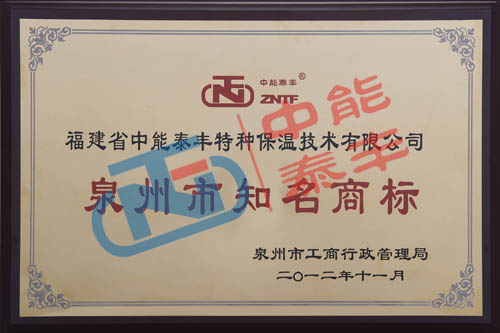 中能泰丰®
ZNTF
福建省中能泰丰特种保温技术有限公司
泉州市知名商标
泉州市工商行政管理局
二〇一二年十一月
中能
泰丰